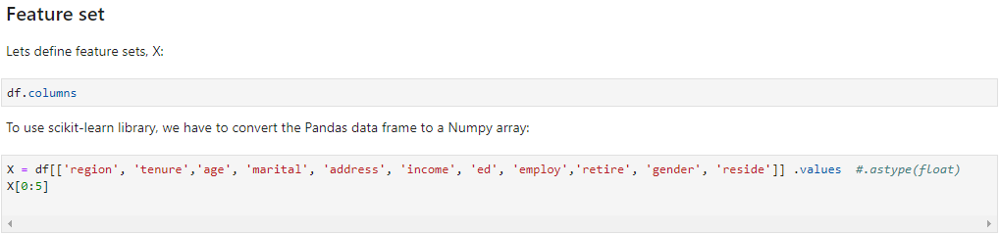 Feature set
Lets define feature sets, X:
df.columns
To use scikit-learn library, we have to convert the Pandas data frame to a Numpy array:
X = df[['region', 'tenure','age', 'marital', 'address', 'income', 'ed', 'employ','retire', 'gender', 'reside']] .values  #.astype(float)
X[0:5]